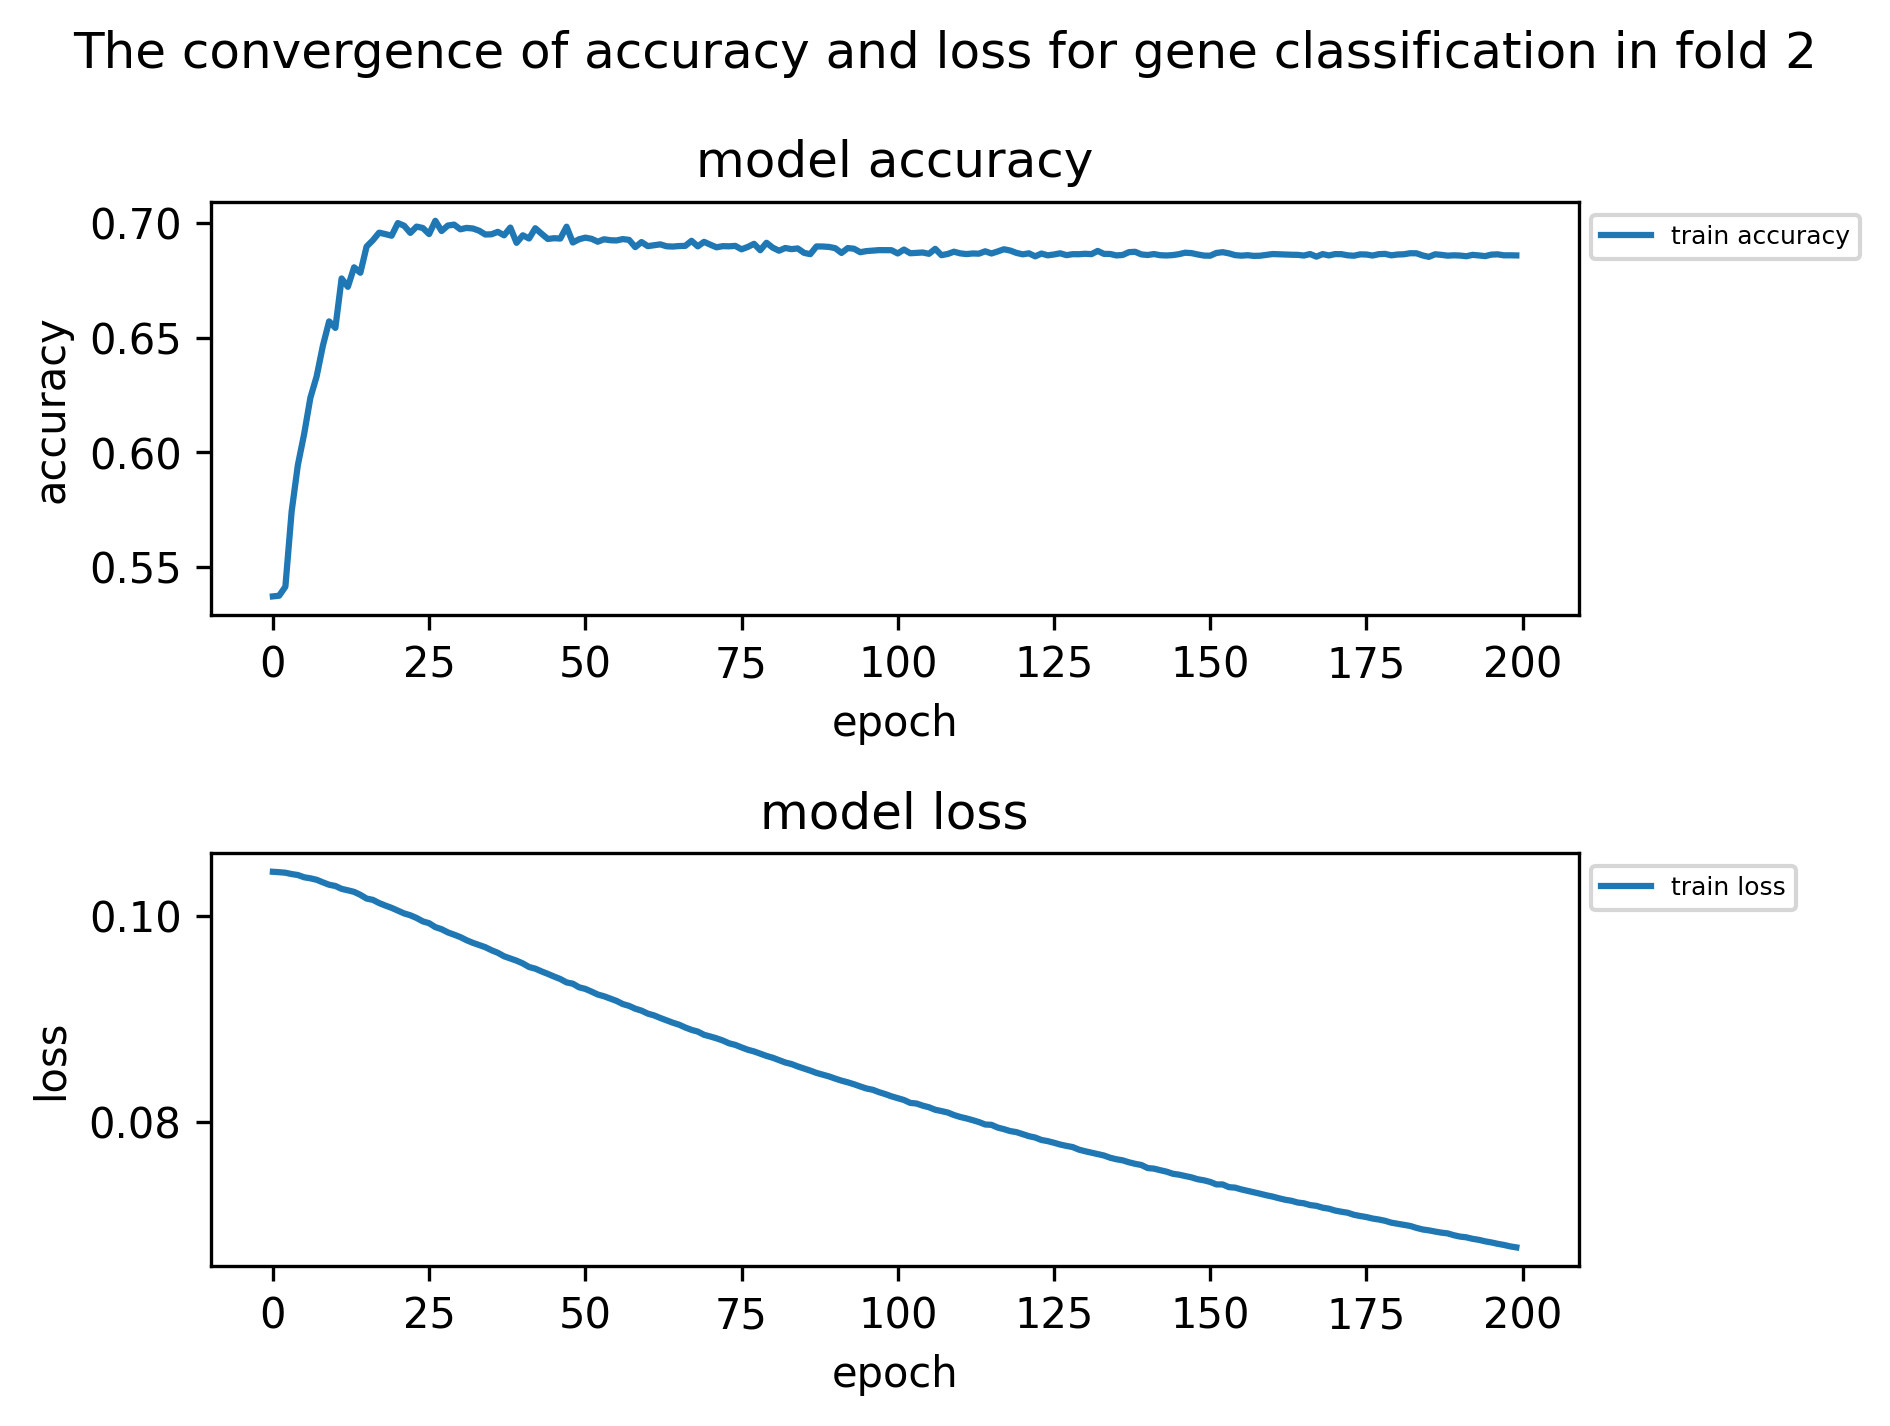 The convergence of accuracy and loss for gene classification in fold 2
model accuracy
0.70
0.65
0.60
0.55
accuracy
train accuracy
0 25 50 75 100 125 150 175 200
epoch
model loss
0.10
0.08
loss
train loss
0 25 50 75 100 125 150 175 200
epoch